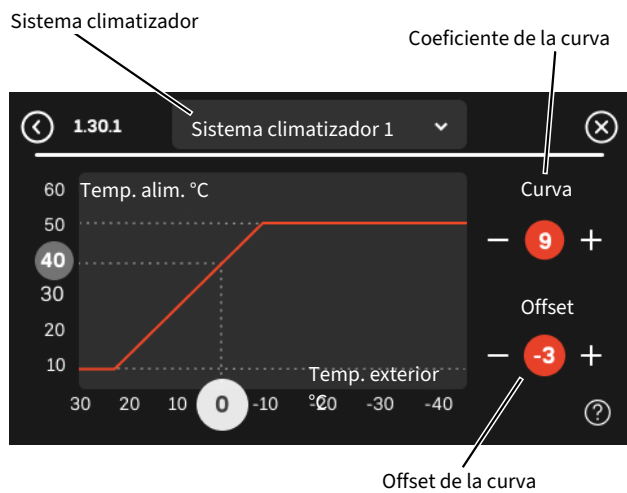 Sistema climatizador
Coeficiente de la curva
1.30.1
Sistema climatizador 1
60
Temp. alim. °C
Curva
50
9
40
30
Offset
20
-3
10
Temp. exterior
°C
30 20 10 0 -10 -20 -30 -40
?
Offset de la curva